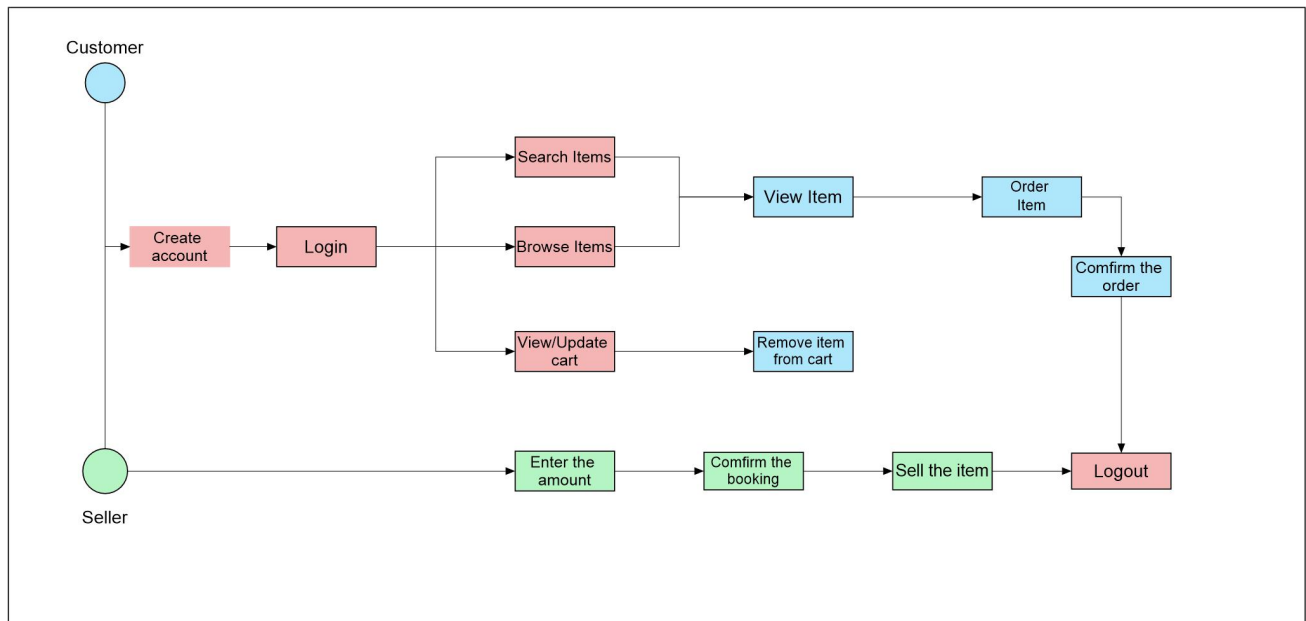 Customer
Search Items
View Item
Order
Item
Create
account
Login
Browse Items
Comfirm the
order
View/Update
cart
Remove item
from cart
Enter the
amount
Comfirm the
booking
Sell the item
Logout
Seller